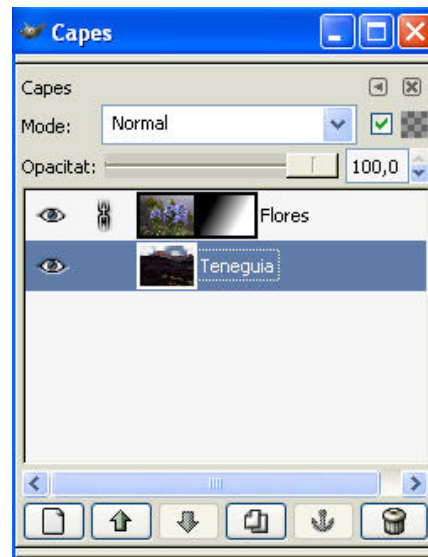 Capes
Capes
Mode: Normal
Opacitat: 100,0
Flores
Teneguia